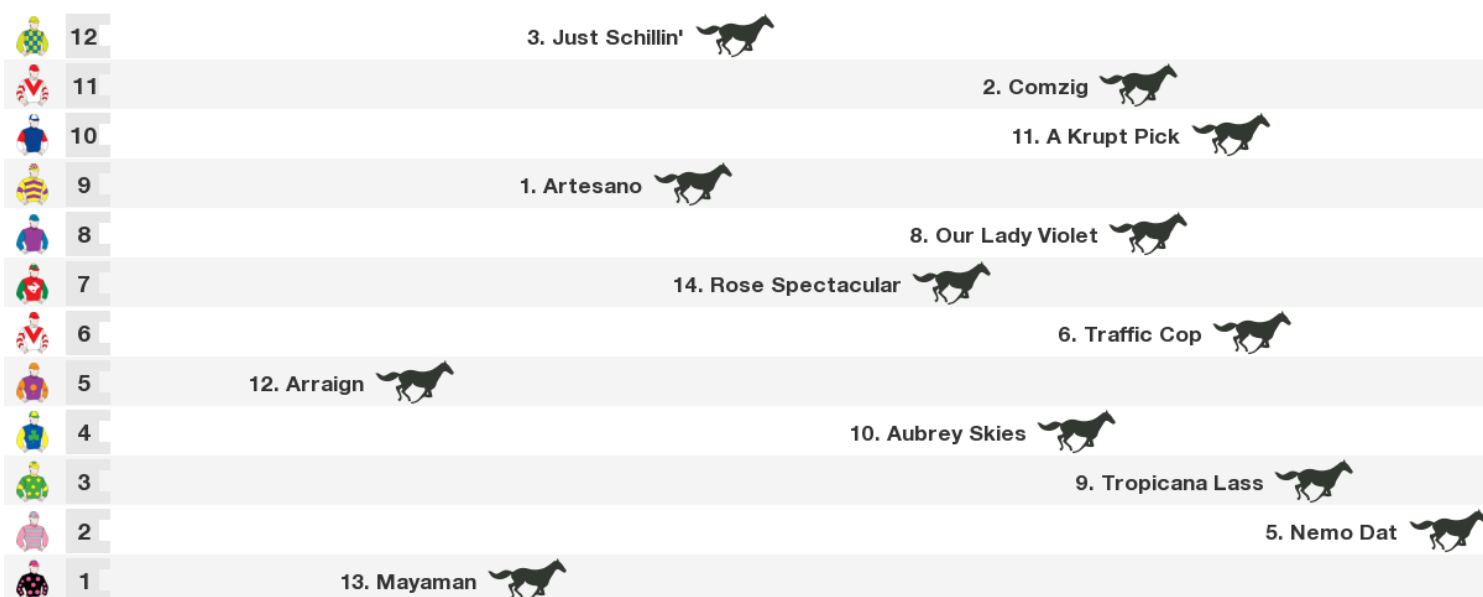 12 3. Just Schillin'
11 2. Comzig
10 11. A Krupt Pick
9 1. Artesano
8 8. Our Lady Violet
7 14. Rose Spectacular
6 6. Traffic Cop
5 12. Arraign
4 10. Aubrey Skies
3 9. Tropicana Lass
2 5. Nemo Dat
1 13. Mayaman